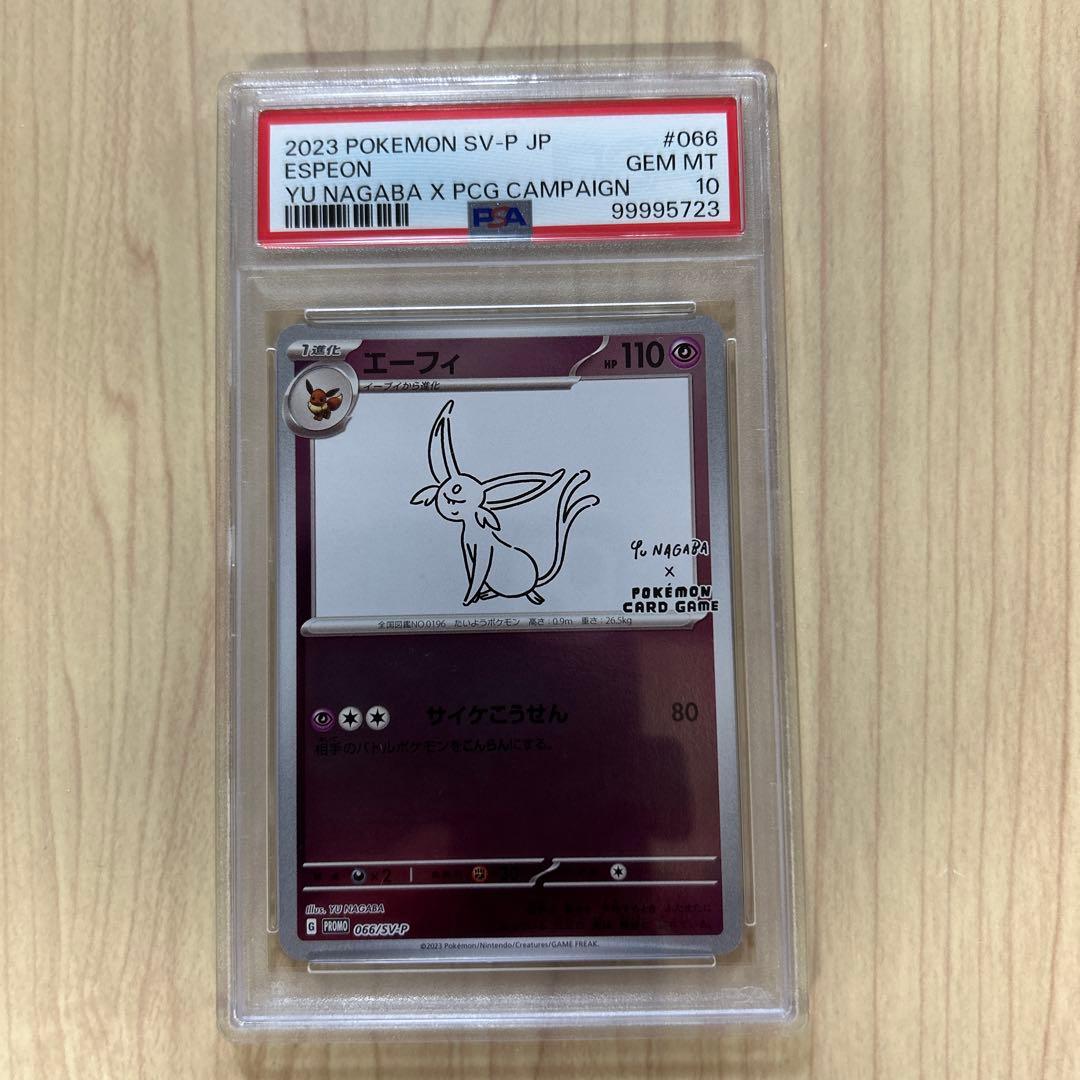 2023 POKEMON SV-P JP #066
ESPEON GEM MT
YU NAGABA X PCG CAMPAIGN 10
PSA 99995723
1進化 エーフィ HP 110
イーブイから進化
Yu NAGABA
X
POKÉMON
CARD GAME
全国図鑑NO.0196 たいようポケモン 高さ:0.9m 重さ:26.5kg
サイケこうせん 80
相手のバトルポケモンをこんらんにする。
×2 -30
Illus. YU NAGABA
G PROMO 066/SV-P
©2023 Pokémon/Nintendo/Creatures/GAME FREAK.